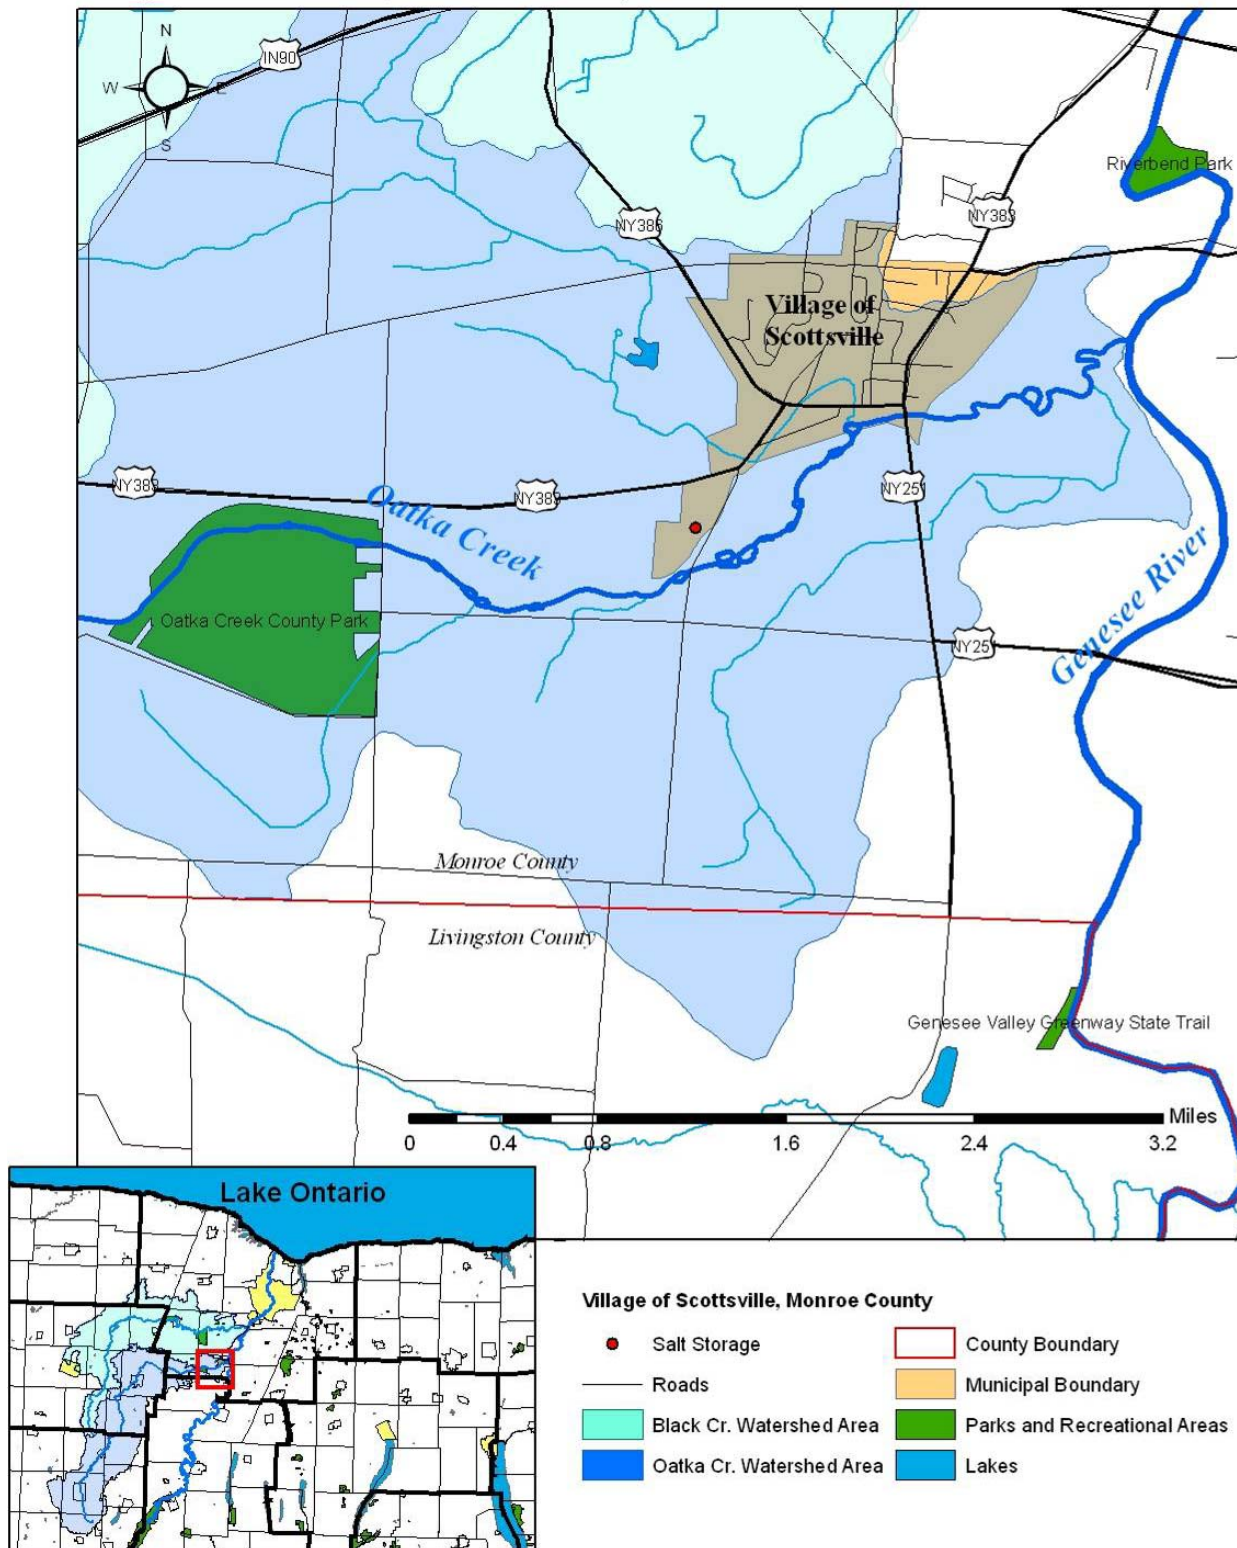 N
W E
S
IN90
Riverbend Park
NY386
NY383
Village of
Scottsville
NY383
NY383
NY251
Oatka Creek
Oatka Creek County Park
NY251
Genesee River
Monroe County
Livingston County
Genesee Valley Greenway State Trail
Miles
0 0.4 0.8 1.6 2.4 3.2
Lake Ontario
Village of Scottsville, Monroe County
Salt Storage
Roads
Black Cr. Watershed Area
Oatka Cr. Watershed Area
County Boundary
Municipal Boundary
Parks and Recreational Areas
Lakes